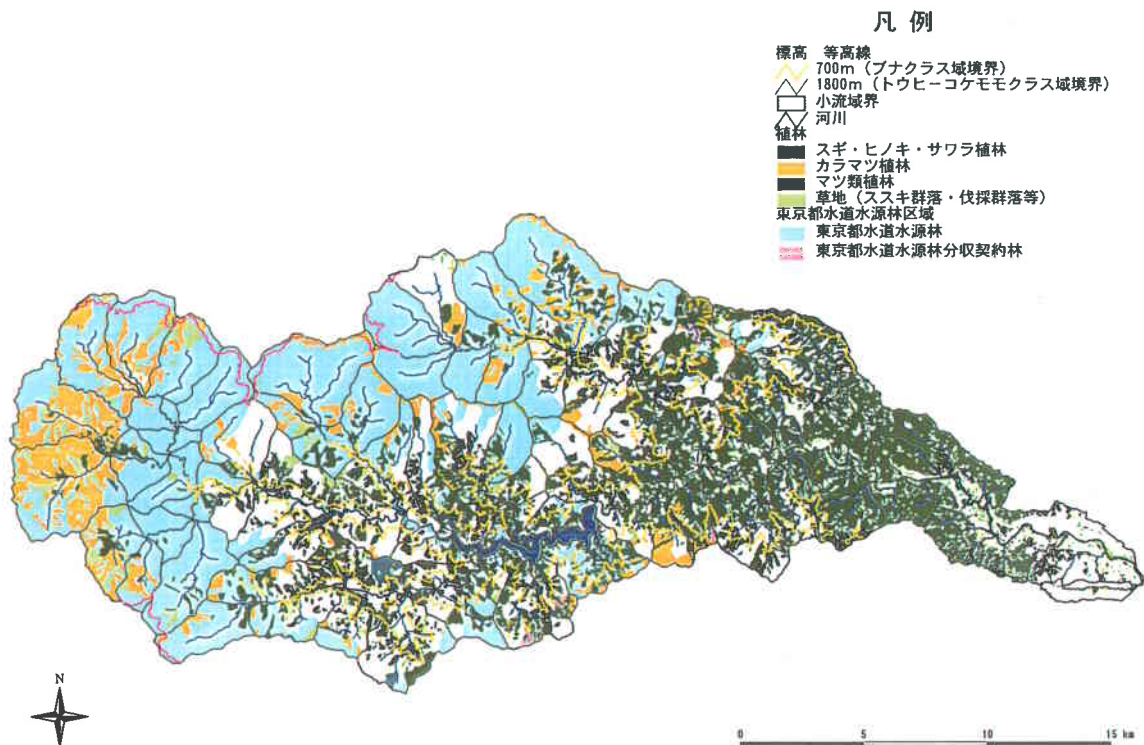 凡 例
標高 等高線
700m（ブナクラス域境界）
1800m（トウヒーコケモモクラス域境界）
小流域界
河川
植林
スギ・ヒノキ・サワラ植林
カラマツ植林
マツ類植林
草地（ススキ群落・伐採群落等）
東京都水道水源林区域
東京都水道水源林
東京都水道水源林分収契約林
N
0 5 10 15 km